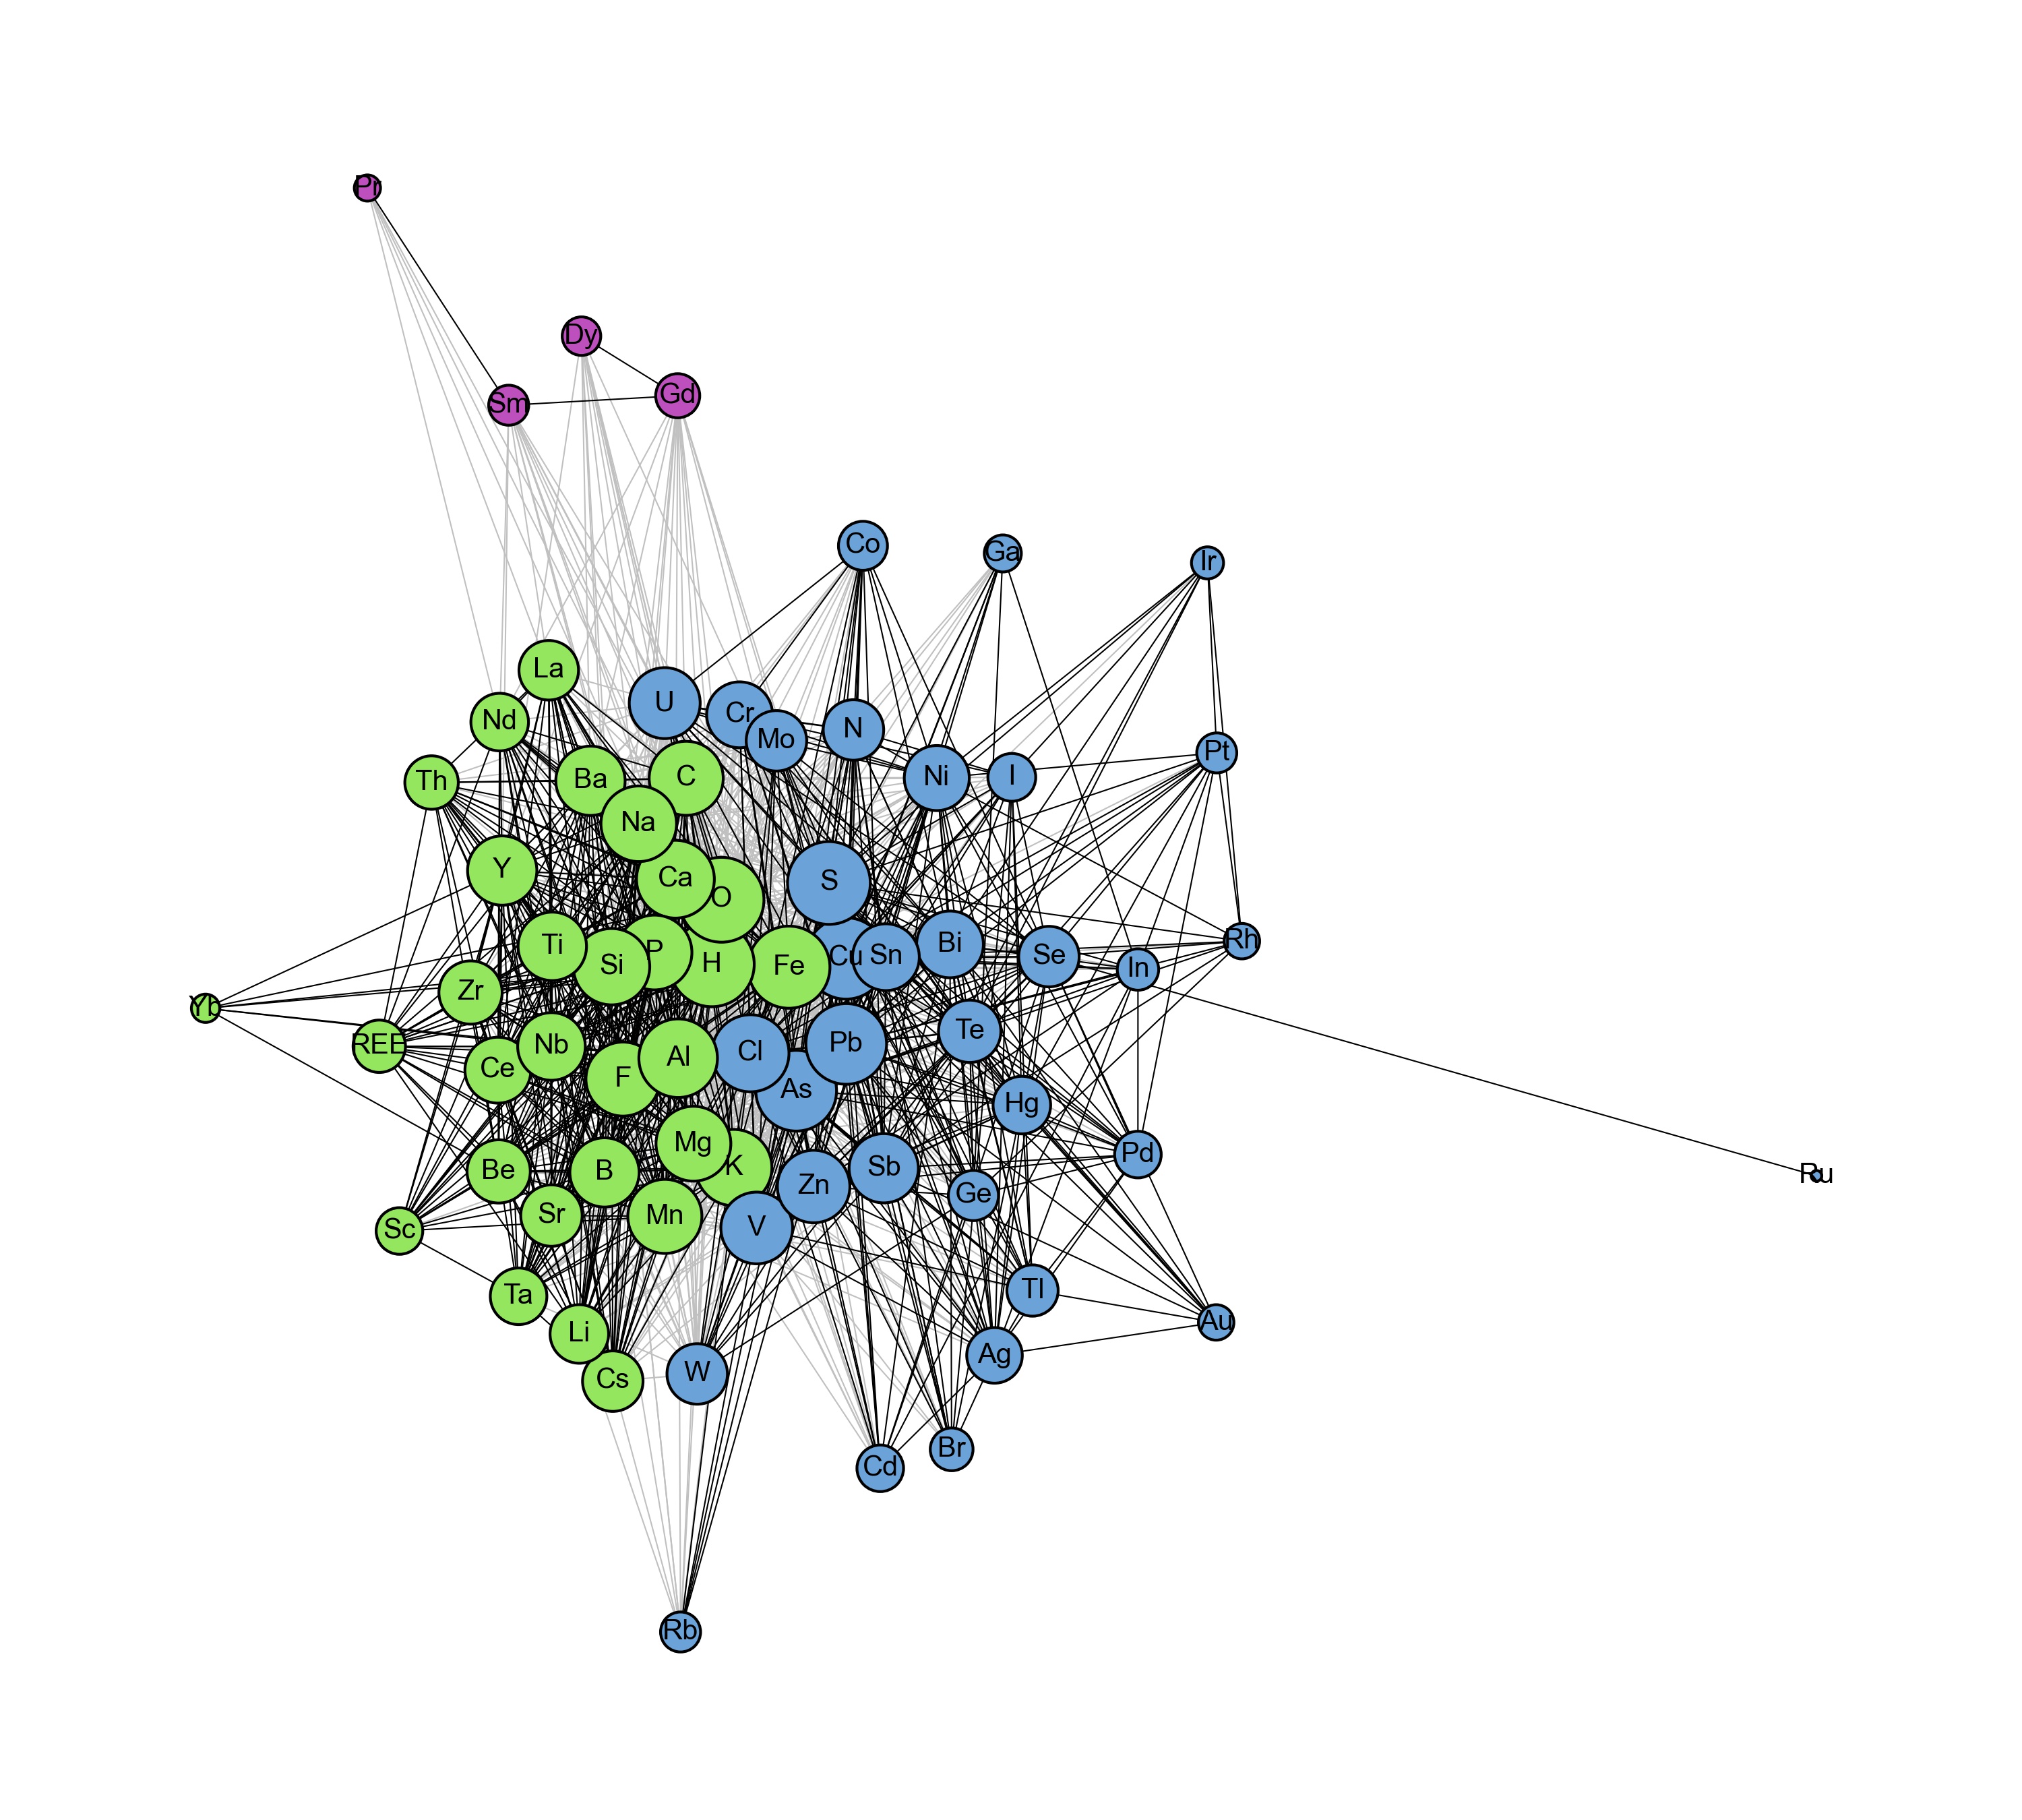 Pr
Dy
Gd
Sm
Co
Ga
Ir
La
U
Cr
Nd
N
Mo
Pt
Th
Ba
C
Ni
I
Na
Y
Ca
O
S
Ti
P
Si
H
Fe
Cu
Sn
Bi
Se
In
Rh
Zr
Yb
REE
Nb
Ce
F
Al
Cl
Pb
As
Te
Hg
Mg
K
Be
B
Zn
Sb
Ge
Pd
Ru
Sc
Sr
Mn
V
Ta
Li
Cs
W
Tl
Ag
Au
Cd
Br
Rb